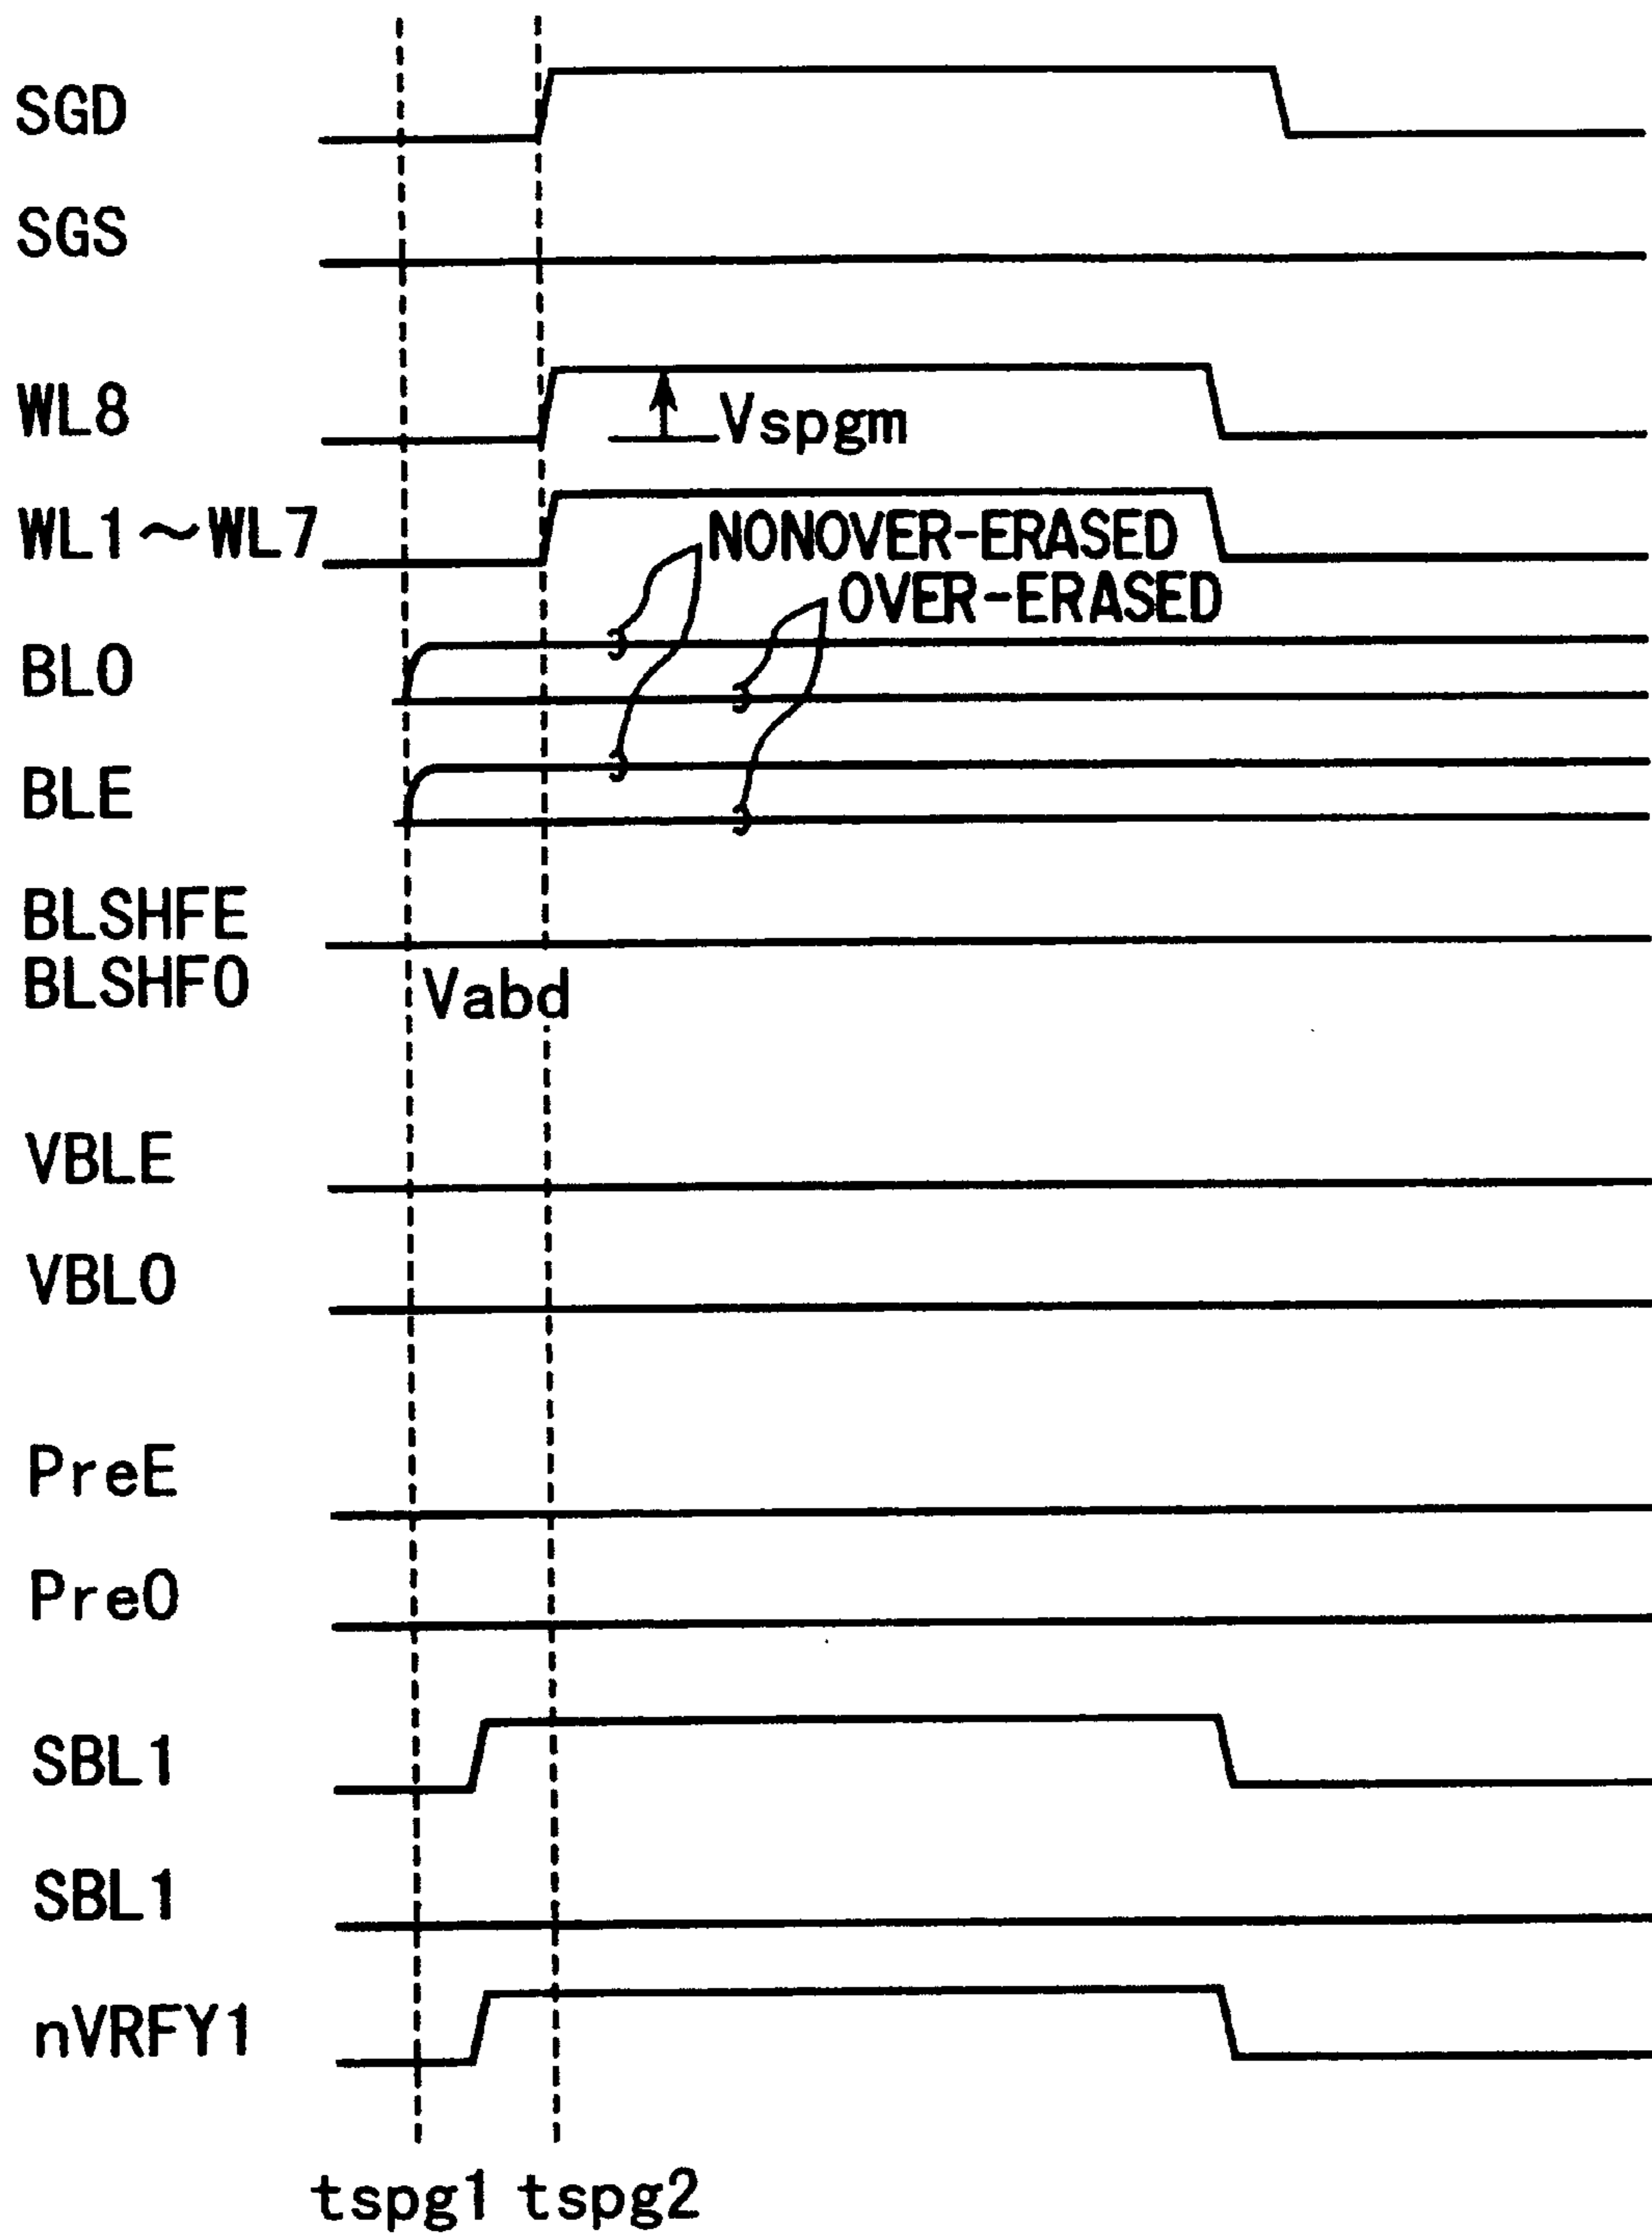 SGD
SGS
WL8
Vspgm
WL1～WL7
NONOVER-ERASED
OVER-ERASED
BLO
BLE
BLSHFE
BLSHFO
Vabd
VBLE
VBLO
PreE
PreO
SBL1
SBL1
nVRFY1
tspg1 tspg2